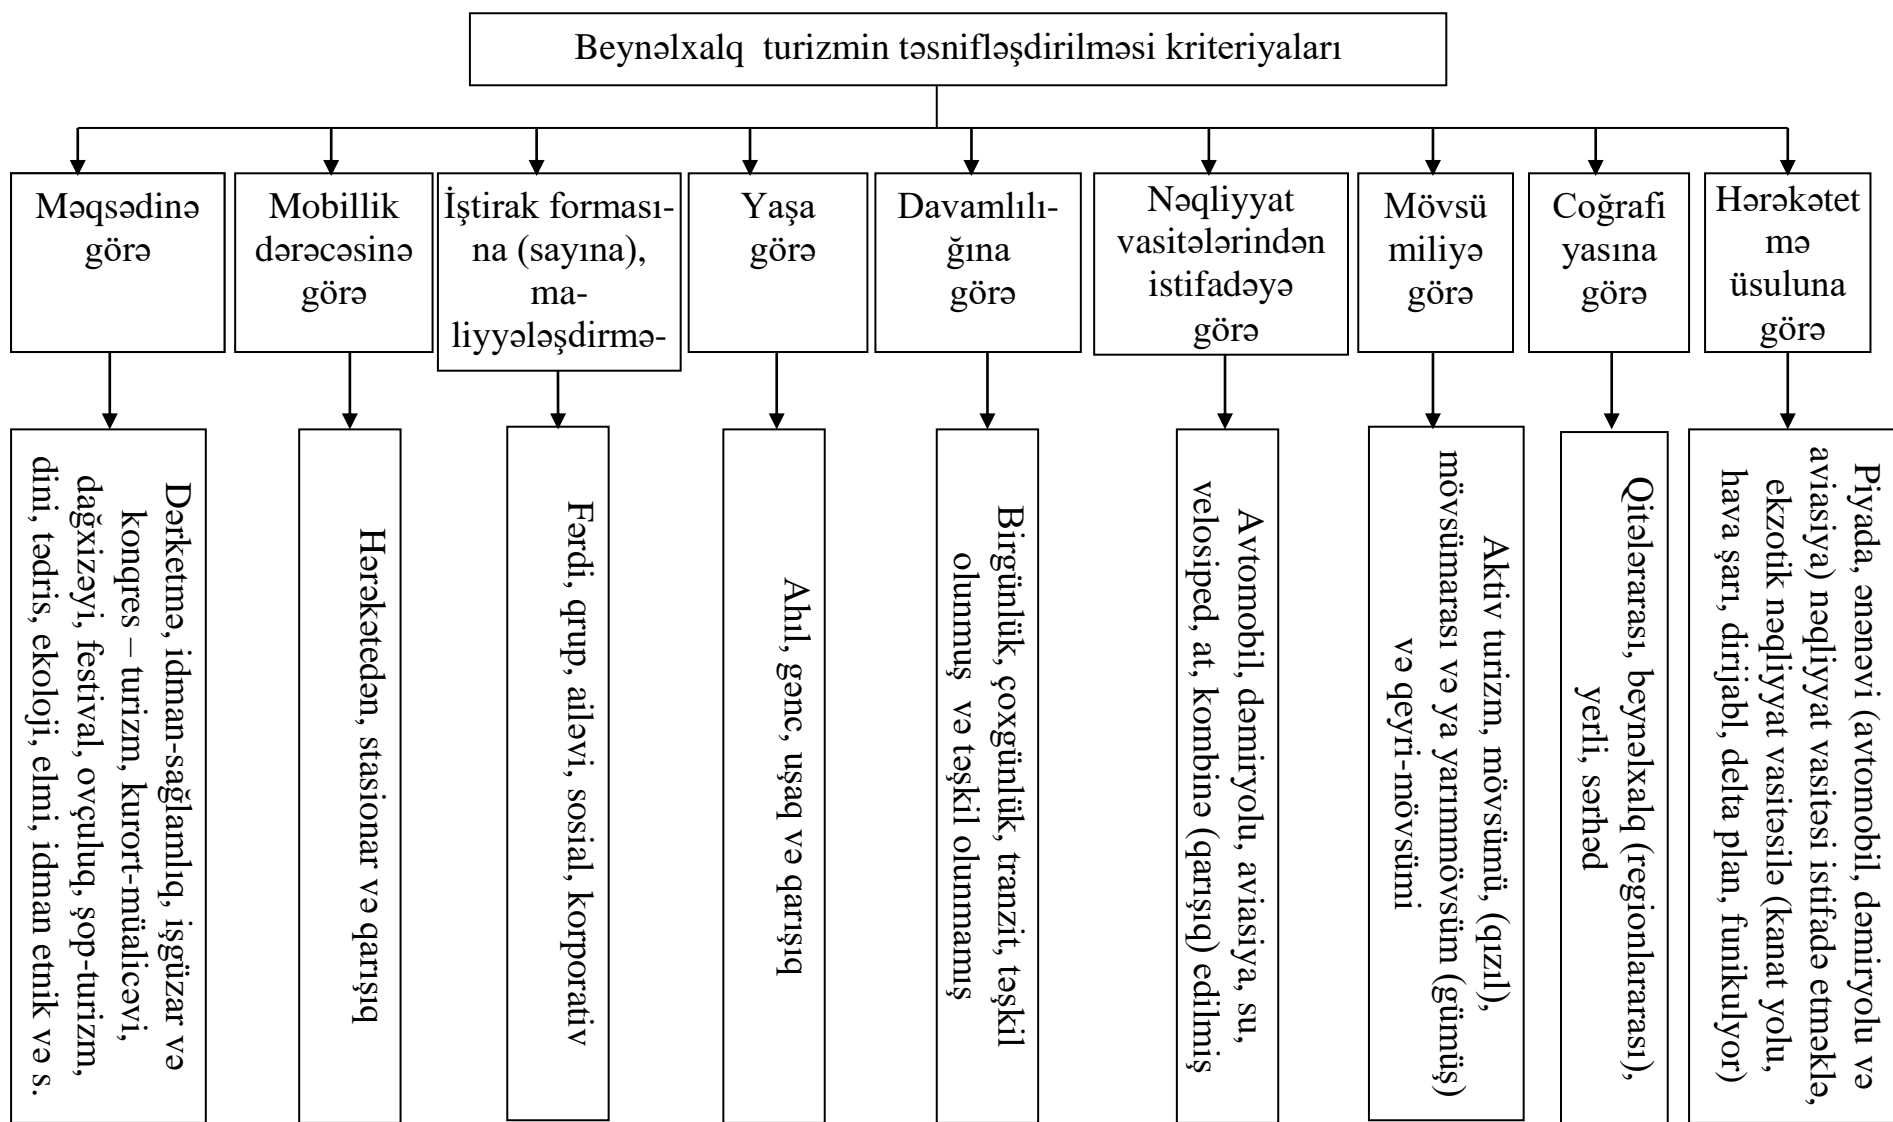 Beynəlxalq turizmin təsnifləşdirilməsi kriteriyaları
Məqsədinə
görə
Mobillik
dərəcəsinə
görə
İştirak forması-
na (sayına),
ma-
liyyələşdirmə-
Yaşa
görə
Davamlılı-
ğına
görə
Nəqliyyat
vasitələrindən
istifadəyə
görə
Mövsü
miliyə
görə
Coğrafi
yasına
görə
Hərəkətet
mə
üsuluna
görə
Dərketmə, idman-sağlamlıq, işgüzar və
konqres – turizm, kurort-müalicəvi,
dağxizəyi, festival, ovçuluq, şop-turizm,
dini, tədris, ekoloji, elmi, idman etnik və s.
Hərəkətedən, stasionar və qarışıq
Fərdi, qrup, ailəvi, sosial, korporativ
Ahıl, gənc, uşaq və qarışıq
Birgünlük, çoxgünlük, tranzit, təşkil
olunmuş və təşkil olunmamış
Avtomobil, dəmiryolu, aviasiya, su,
velosiped, at, kombinə (qarışıq) edilmiş
Aktiv turizm, mövsümü, (qızıl),
mövsümarası və ya yarımmövsüm (gümüş)
və qeyri-mövsümi
Qitələrarası, beynəlxalq (regionlararası),
yerli, sərhəd
Piyada, ənənəvi (avtomobil, dəmiryolu və
aviasiya) nəqliyyat vasitəsi istifadə etməklə,
ekzotik nəqliyyat vasitəsilə (kanat yolu,
hava şarı, dirijabl, delta plan, funikulyor)